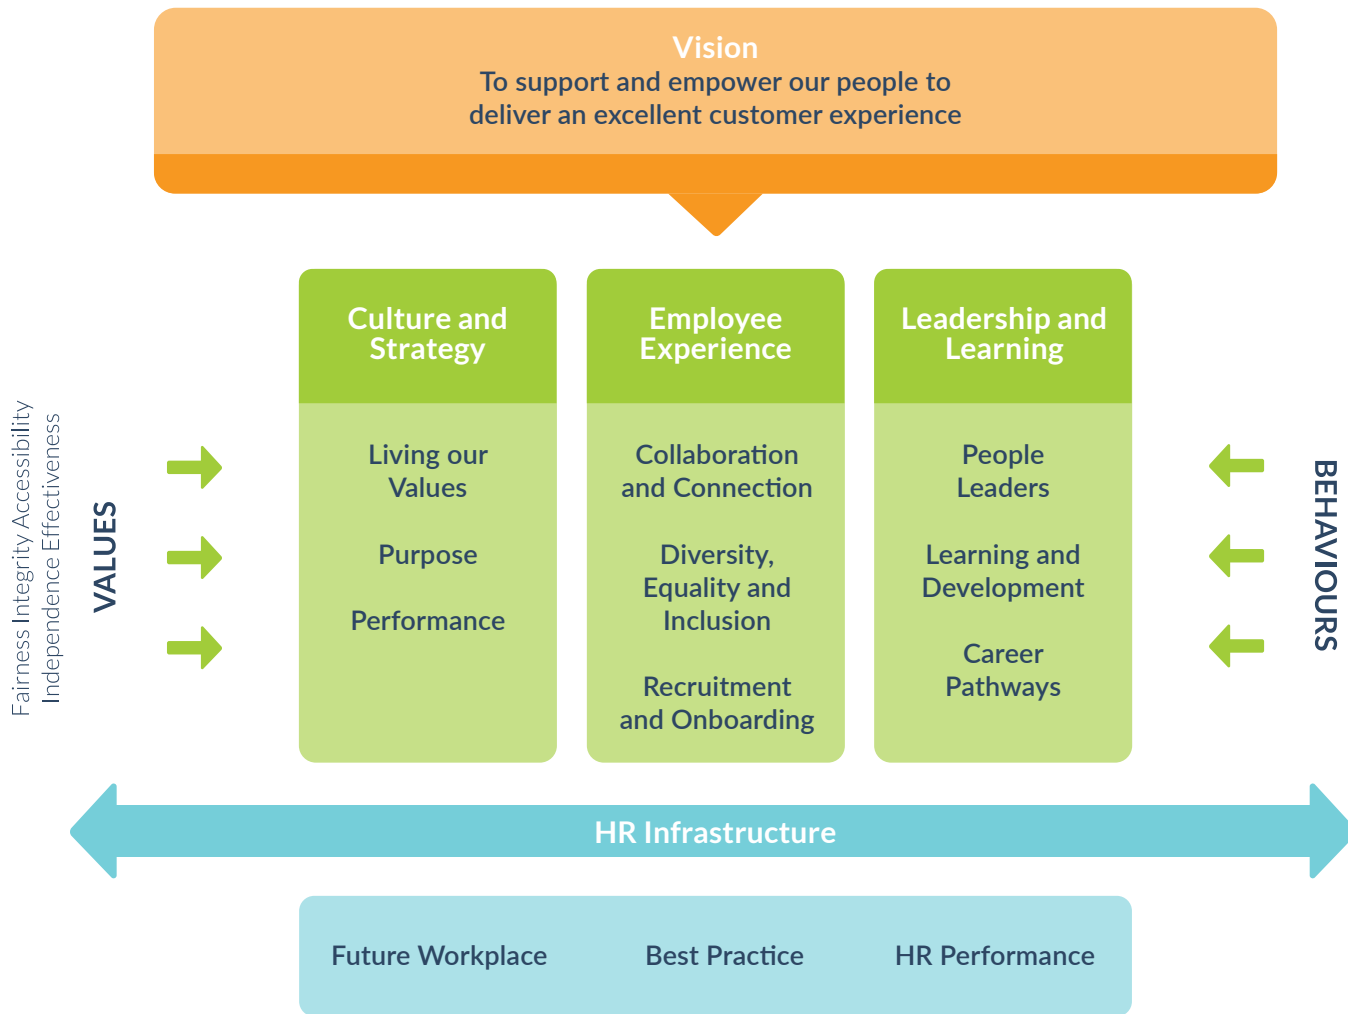 Vision
To support and empower our people to
deliver an excellent customer experience
Culture and
Strategy
Living our
Values
Purpose
Performance
Employee
Experience
Collaboration
and Connection
Diversity,
Equality and
Inclusion
Recruitment
and Onboarding
Leadership and
Learning
People
Leaders
Learning and
Development
Career
Pathways
Fairness Integrity Accessibility
Independence Effectiveness
VALUES
BEHAVIOURS
HR Infrastructure
Future Workplace
Best Practice
HR Performance